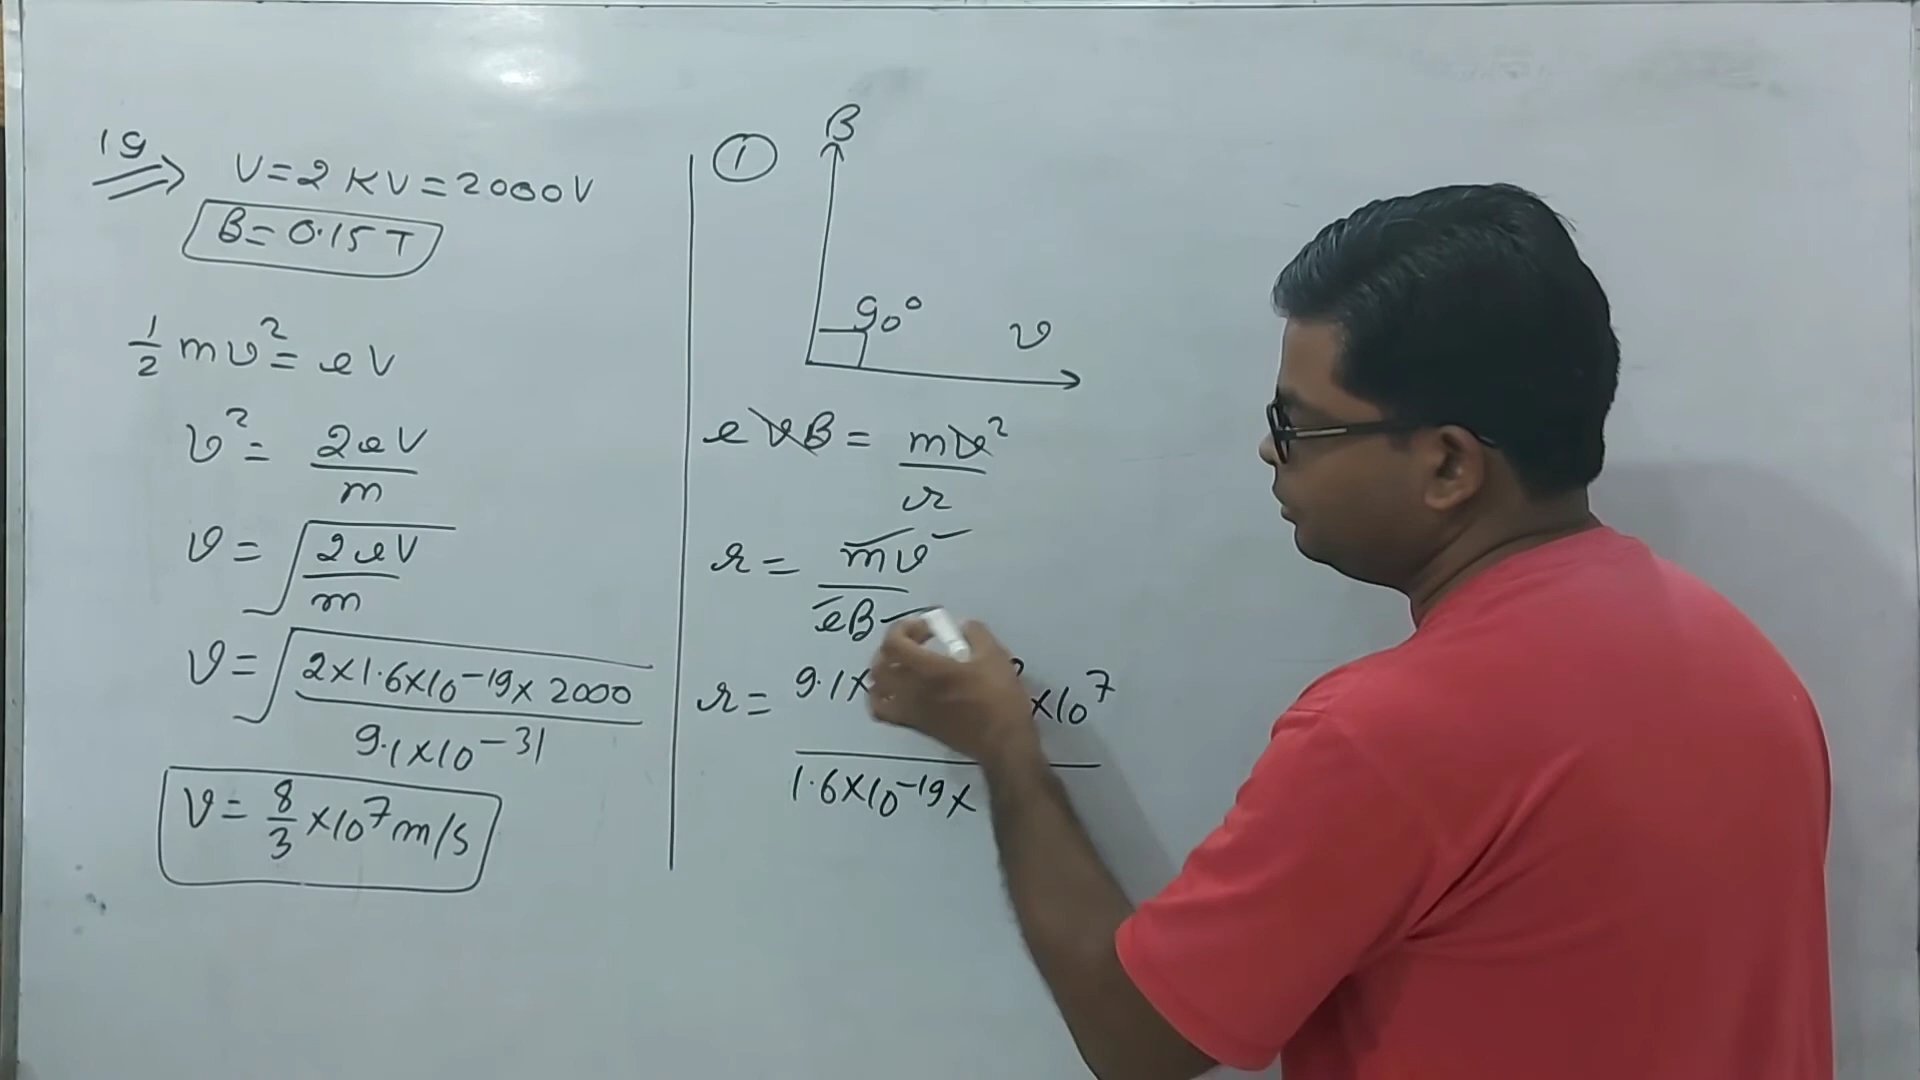 19 ⇒ V = 2 KV = 2000 V
B = 0.15 T
1/2 mv² = eV
v² = 2eV/m
v = √(2eV/m)
v = √(2×1.6×10⁻¹⁹×2000/9.1×10⁻³¹)
v = 8/3 ×10⁷ m/s
①
B
90°
v
evB = mv²/r
r = mv/eB
r = 9.1× ×10⁷
1.6×10⁻¹⁹×